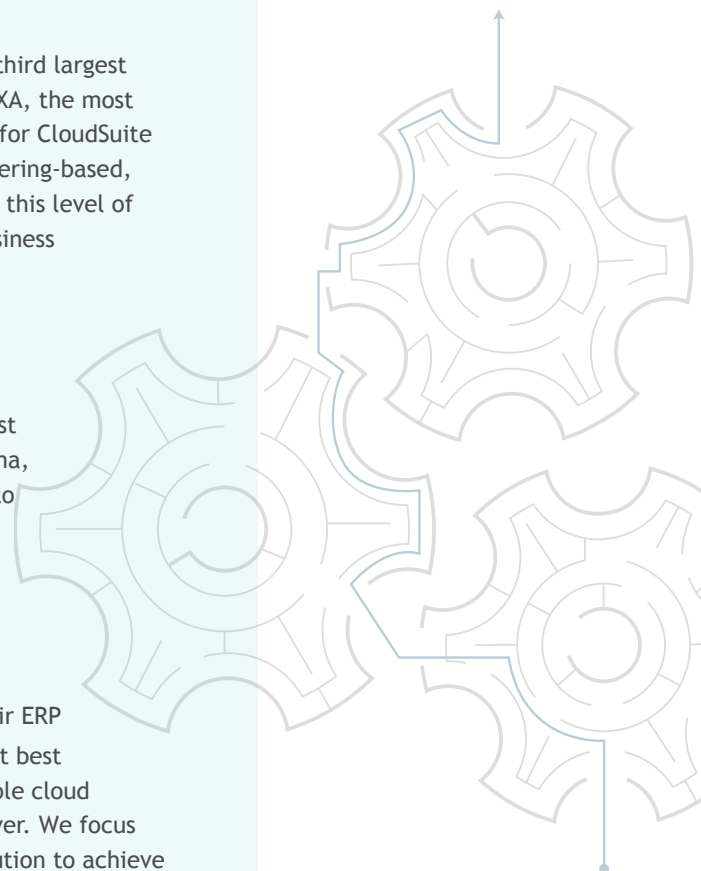 third largest
XA, the most
for CloudSuite
ering-based,
this level of
siness
st
na,
to
ir ERP
t best
ble cloud
ver. We focus
ution to achieve